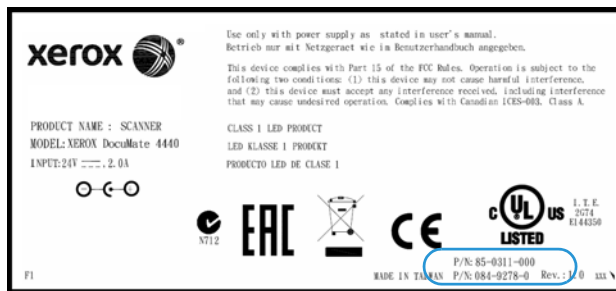 xerox
Use only with power supply as stated in user's manual.
Betrieb nur mit Netzgeraet wie im Benutzerhandbuch angegeben.
This device complies with Part 15 of the FCC Rules. Operation is subject to the
following two conditions: (1) this device may not cause harmful interference,
and (2) this device must accept any interference received, including interference
that may cause undesired operation. Complies with Canadian ICES-003, Class A.
PRODUCT NAME : SCANNER
MODEL: XEROX DocuMate 4440
INPUT:24V ⎓, 2.0A
CLASS 1 LED PRODUCT
LED KLASSE 1 PRODUKT
PRODUCTO LED DE CLASE 1
N712
EAC
CE
C UL US
LISTED
I.T.E.
2G74
E144350
P/N:85-0311-000
MADE IN TAIWAN P/N:084-9278-0 Rev.:1.0 xxx
F1